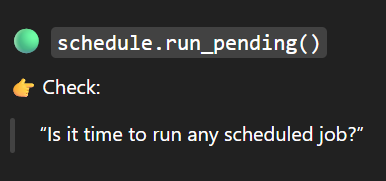 schedule.run_pending()
👉 Check:
“Is it time to run any scheduled job?”